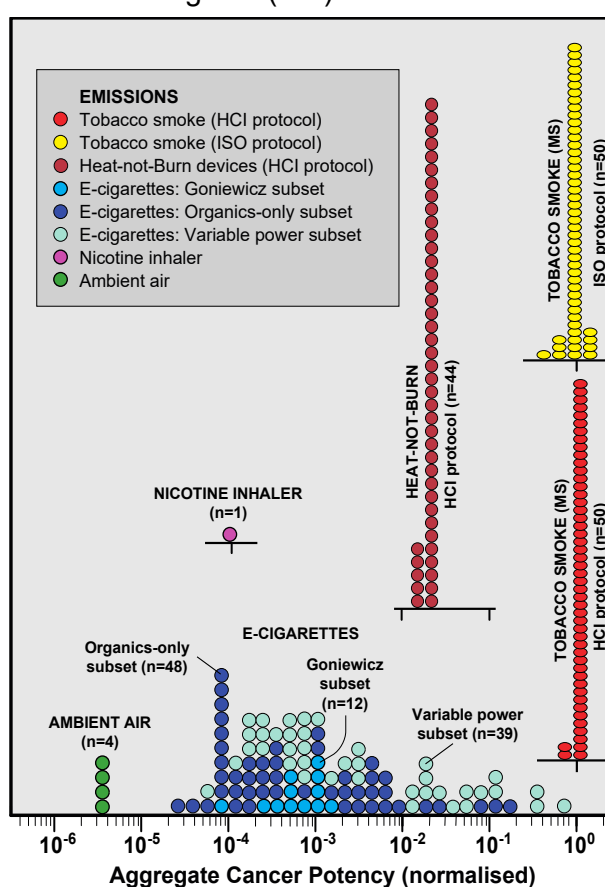 EMISSIONS
Tobacco smoke (HCI protocol)
Tobacco smoke (ISO protocol)
Heat-not-Burn devices (HCI protocol)
E-cigarettes: Goniewicz subset
E-cigarettes: Organics-only subset
E-cigarettes: Variable power subset
Nicotine inhaler
Ambient air
TOBACCO SMOKE (MS)
ISO protocol (n=50)
HEAT-NOT-BURN
HCI protocol (n=44)
TOBACCO SMOKE (MS)
HCI protocol (n=50)
NICOTINE INHALER
(n=1)
E-CIGARETTES
Organics-only
subset (n=48)
Goniewicz
subset
(n=12)
Variable power
subset (n=39)
AMBIENT AIR
(n=4)
10⁻⁶ 10⁻⁵ 10⁻⁴ 10⁻³ 10⁻² 10⁻¹ 10⁰
Aggregate Cancer Potency (normalised)